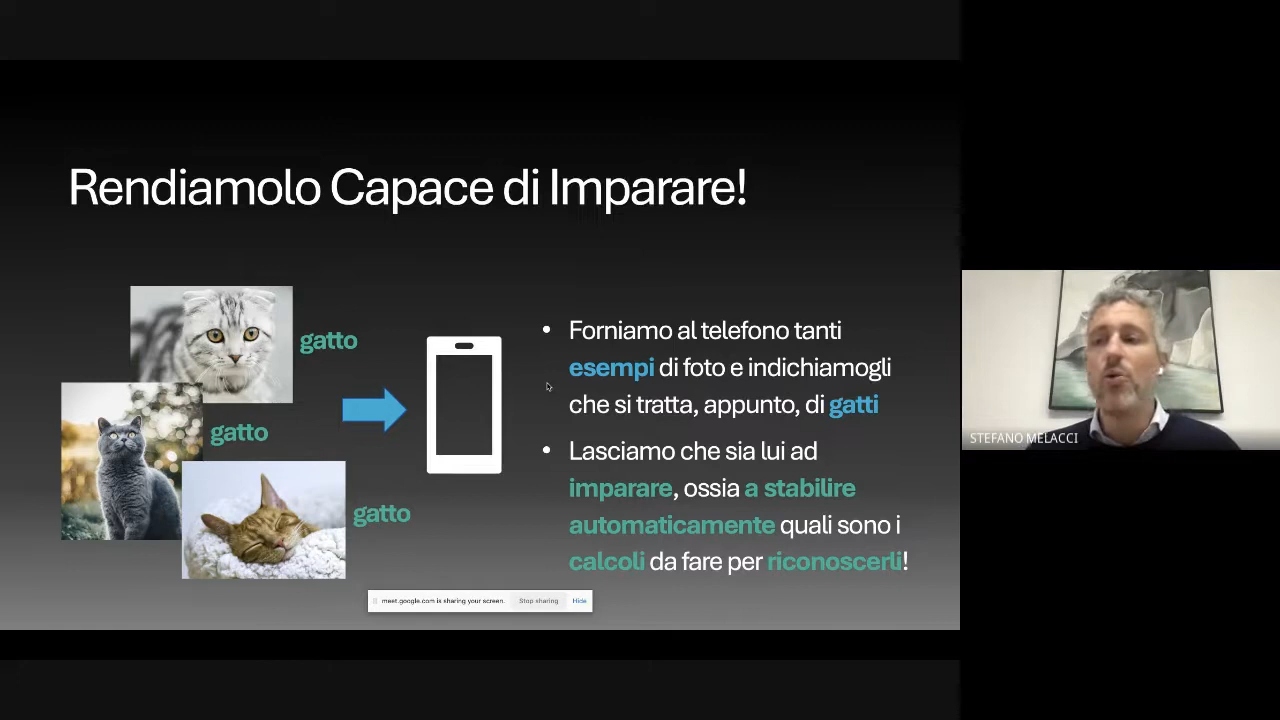 Rendiamolo Capace di Imparare!
gatto
gatto
gatto
• Forniamo al telefono tanti
esempi di foto e indichiamogli
che si tratta, appunto, di gatti
• Lasciamo che sia lui ad
imparare, ossia a stabilire
automaticamente quali sono i
calcoli da fare per riconoscerli!
meet.google.com is sharing your screen. Stop sharing Hide
STEFANO MELACCI